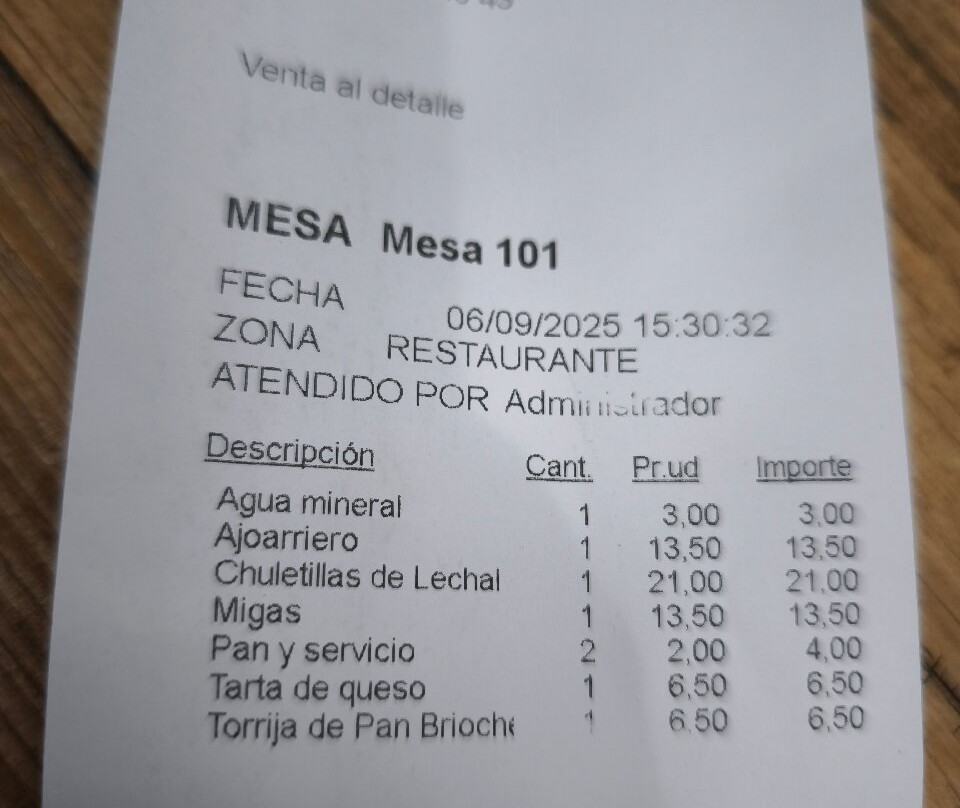 Venta al detalle
MESA Mesa 101
FECHA 06/09/2025 15:30:32
ZONA RESTAURANTE
ATENDIDO POR Administrador
Descripción Cant. Pr.ud Importe
Agua mineral 1 3,00 3,00
Ajoarriero 1 13,50 13,50
Chuletillas de Lechal 1 21,00 21,00
Migas 1 13,50 13,50
Pan y servicio 2 2,00 4,00
Tarta de queso 1 6,50 6,50
Torrija de Pan Brioche 1 6,50 6,50